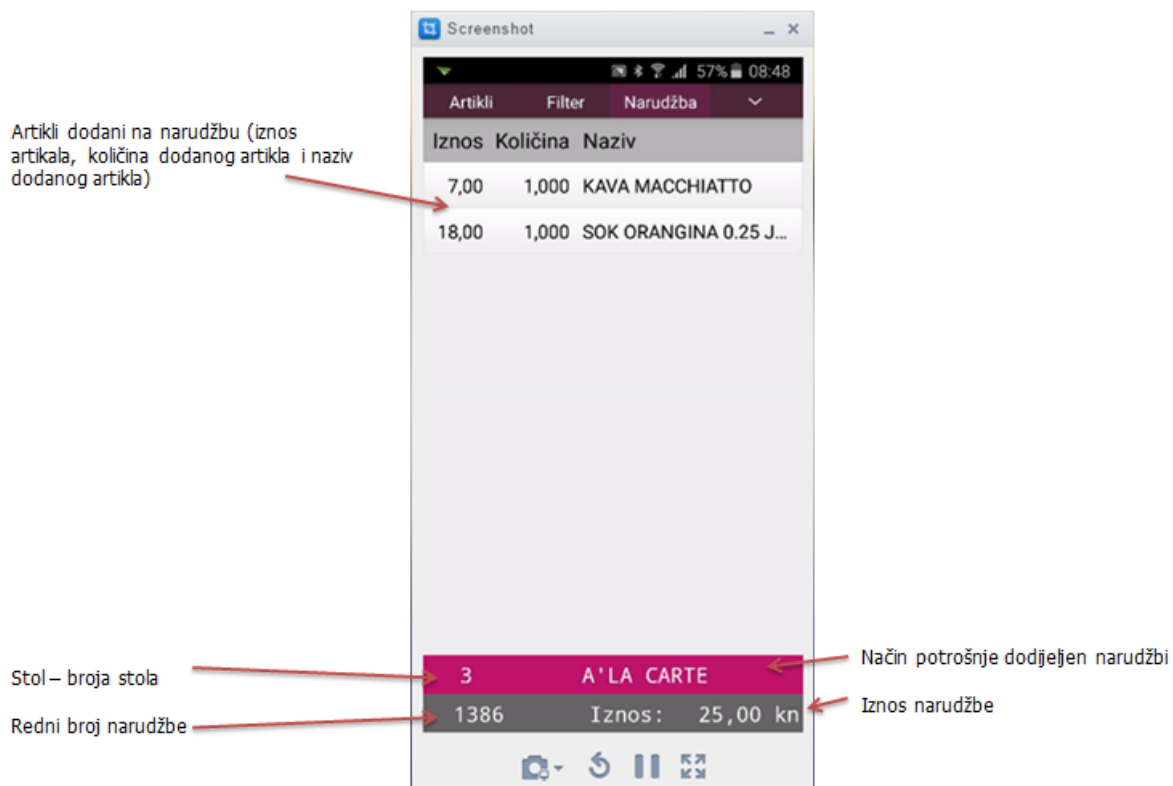 Screenshot
57% 08:48
Artikli Filter Narudžba
Iznos Količina Naziv
7,00 1,000 KAVA MACCHIATTO
18,00 1,000 SOK ORANGINA 0.25 J...
Artikli dodani na narudžbu (iznos
artikala, količina dodanog artikla i naziv
dodanog artikla)
3 A'LA CARTE
1386 Iznos: 25,00 kn
Stol – broja stola
Redni broj narudžbe
Način potrošnje dodijeljen narudžbi
Iznos narudžbe